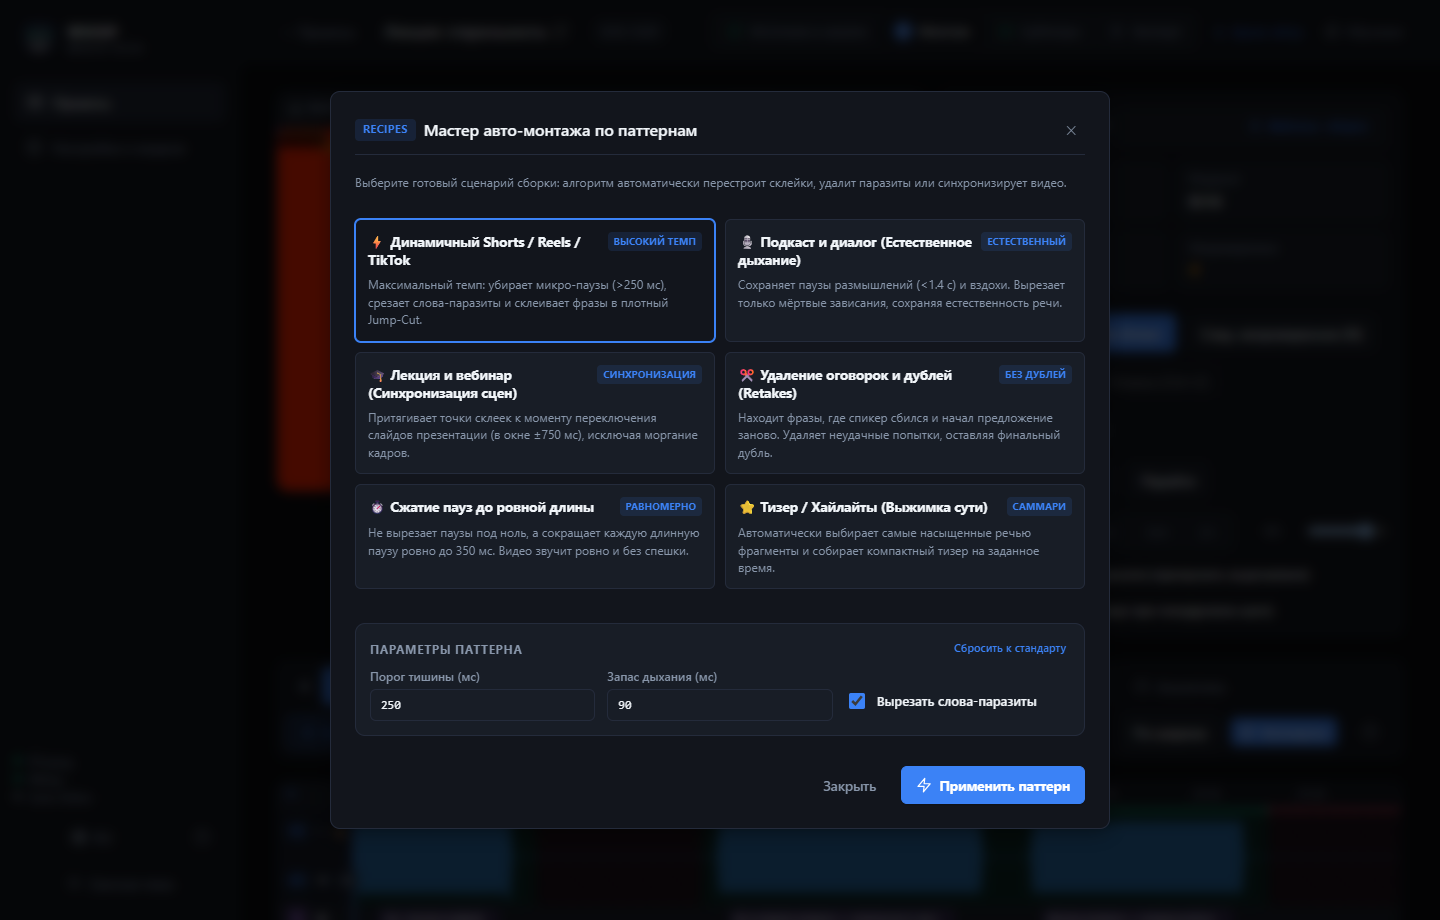 RECIPES Мастер авто-монтажа по паттернам
Выберите готовый сценарий сборки: алгоритм автоматически перестроит склейки, удалит паразиты или синхронизирует видео.
Динамичный Shorts / Reels / TikTok
ВЫСОКИЙ ТЕМП
Максимальный темп: убирает микро-паузы (>250 мс),
срезает слова-паразиты и склеивает фразы в плотный
Jump-Cut.
Подкаст и диалог (Естественное
дыхание)
ЕСТЕСТВЕННЫЙ
Сохраняет паузы размышлений (<1.4 с) и вздохи. Вырезает
только мёртвые зависания, сохраняя естественность речи.
Лекция и вебинар
(Синхронизация сцен)
СИНХРОНИЗАЦИЯ
Притягивает точки склеек к моменту переключения
слайдов презентации (в окне ±750 мс), исключая моргание
кадров.
Удаление оговорок и дублей
(Retakes)
БЕЗ ДУБЛЕЙ
Находит фразы, где спикер сбился и начал предложение
заново. Удаляет неудачные попытки, оставляя финальный
дубль.
Сжатие пауз до ровной длины
РАВНОМЕРНО
Не вырезает паузы под ноль, а сокращает каждую длинную
паузу ровно до 350 мс. Видео звучит ровно и без спешки.
Тизер / Хайлайты (Выжимка сути)
САММАРИ
Автоматически выбирает самые насыщенные речью
фрагменты и собирает компактный тизер на заданное
время.
ПАРАМЕТРЫ ПАТТЕРНА
Сбросить к стандарту
Порог тишины (мс)
250
Запас дыхания (мс)
90
Вырезать слова-паразиты
Закрыть
Применить паттерн